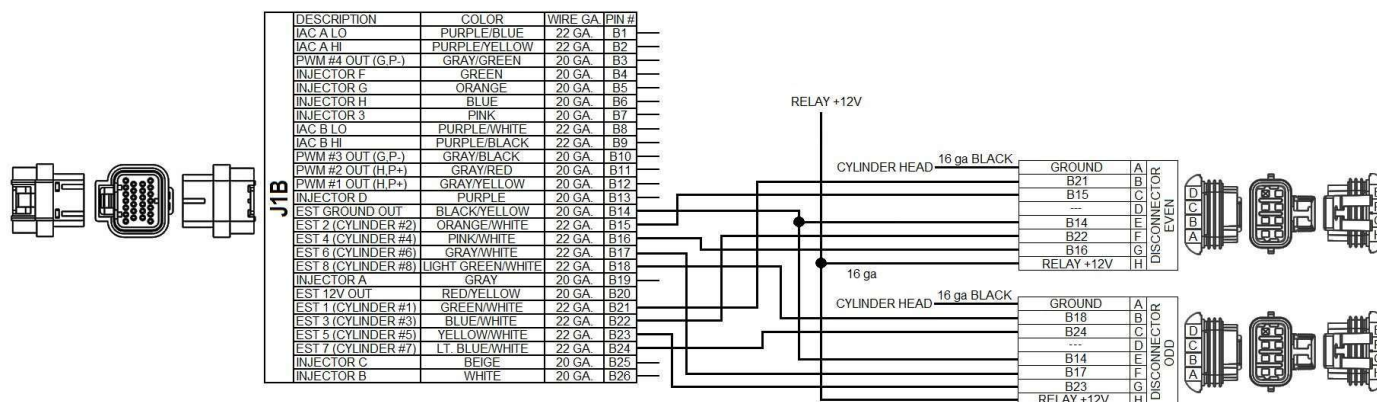 DESCRIPTION COLOR WIRE GA. PIN #
IAC A LO PURPLE/BLUE 22 GA. B1
IAC A HI PURPLE/YELLOW 22 GA. B2
PWM #4 OUT (G,P-) GRAY/GREEN 20 GA. B3
INJECTOR F GREEN 20 GA. B4
INJECTOR G ORANGE 20 GA. B5
INJECTOR H BLUE 20 GA. B6
INJECTOR 3 PINK 20 GA. B7
IAC B LO PURPLE/WHITE 22 GA. B8
IAC B HI PURPLE/BLACK 22 GA. B9
PWM #3 OUT (G,P-) GRAY/BLACK 20 GA. B10
PWM #2 OUT (H,P+) GRAY/RED 20 GA. B11
PWM #1 OUT (H,P+) GRAY/YELLOW 20 GA. B12
INJECTOR D PURPLE 20 GA. B13
EST GROUND OUT BLACK/YELLOW 20 GA. B14
EST 2 (CYLINDER #2) ORANGE/WHITE 22 GA. B15
EST 4 (CYLINDER #4) PINK/WHITE 22 GA. B16
EST 6 (CYLINDER #6) GRAY/WHITE 22 GA. B17
EST 8 (CYLINDER #8) LIGHT GREEN/WHITE 22 GA. B18
INJECTOR A GRAY 20 GA. B19
EST 12V OUT RED/YELLOW 20 GA. B20
EST 1 (CYLINDER #1) GREEN/WHITE 22 GA. B21
EST 3 (CYLINDER #3) BLUE/WHITE 22 GA. B22
EST 5 (CYLINDER #5) YELLOW/WHITE 22 GA. B23
EST 7 (CYLINDER #7) LT. BLUE/WHITE 22 GA. B24
INJECTOR C BEIGE 20 GA. B25
INJECTOR B WHITE 20 GA. B26
J1B
RELAY +12V
CYLINDER HEAD 16 ga BLACK
GROUND A
B21 B
B15 C
--- D
B14 E
B22 F
B16 G
RELAY +12V H
DISCONNECTOR
EVEN
D
C
B
A
16 ga
CYLINDER HEAD 16 ga BLACK
GROUND A
B18 B
B24 C
--- D
B14 E
B17 F
B23 G
RELAY +12V H
DISCONNECTOR
ODD
D
C
B
A